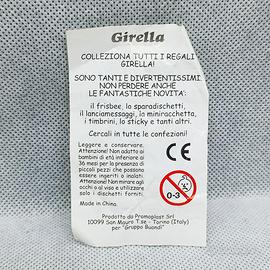 Girella
COLLEZIONA TUTTI I REGALI
GIRELLA!
SONO TANTI E DIVERTENTISSIMI.
NON PERDERE ANCHE
LE FANTASTICHE NOVITA':
il frisbee, lo sparadischetti,
il lanciamessaggi, la miniracchetta,
i timbrini, lo sticky e tanti altri.
Cercali in tutte le confezioni!
Leggere e conservare.
Attenzione! Non adatto ai
bambini di età inferiore ai
36 mesi per la presenza di
piccoli pezzi che possono
essere ingeriti o inalati.
Attenzione! Non mirare agli
occhi o al viso e utilizzare
solo i dischetti forniti.
Made in China.
CE
0-3
Prodotto da Promoplast Srl
10099 San Mauro T.se - Torino (Italy)
per "Gruppo Buondi"